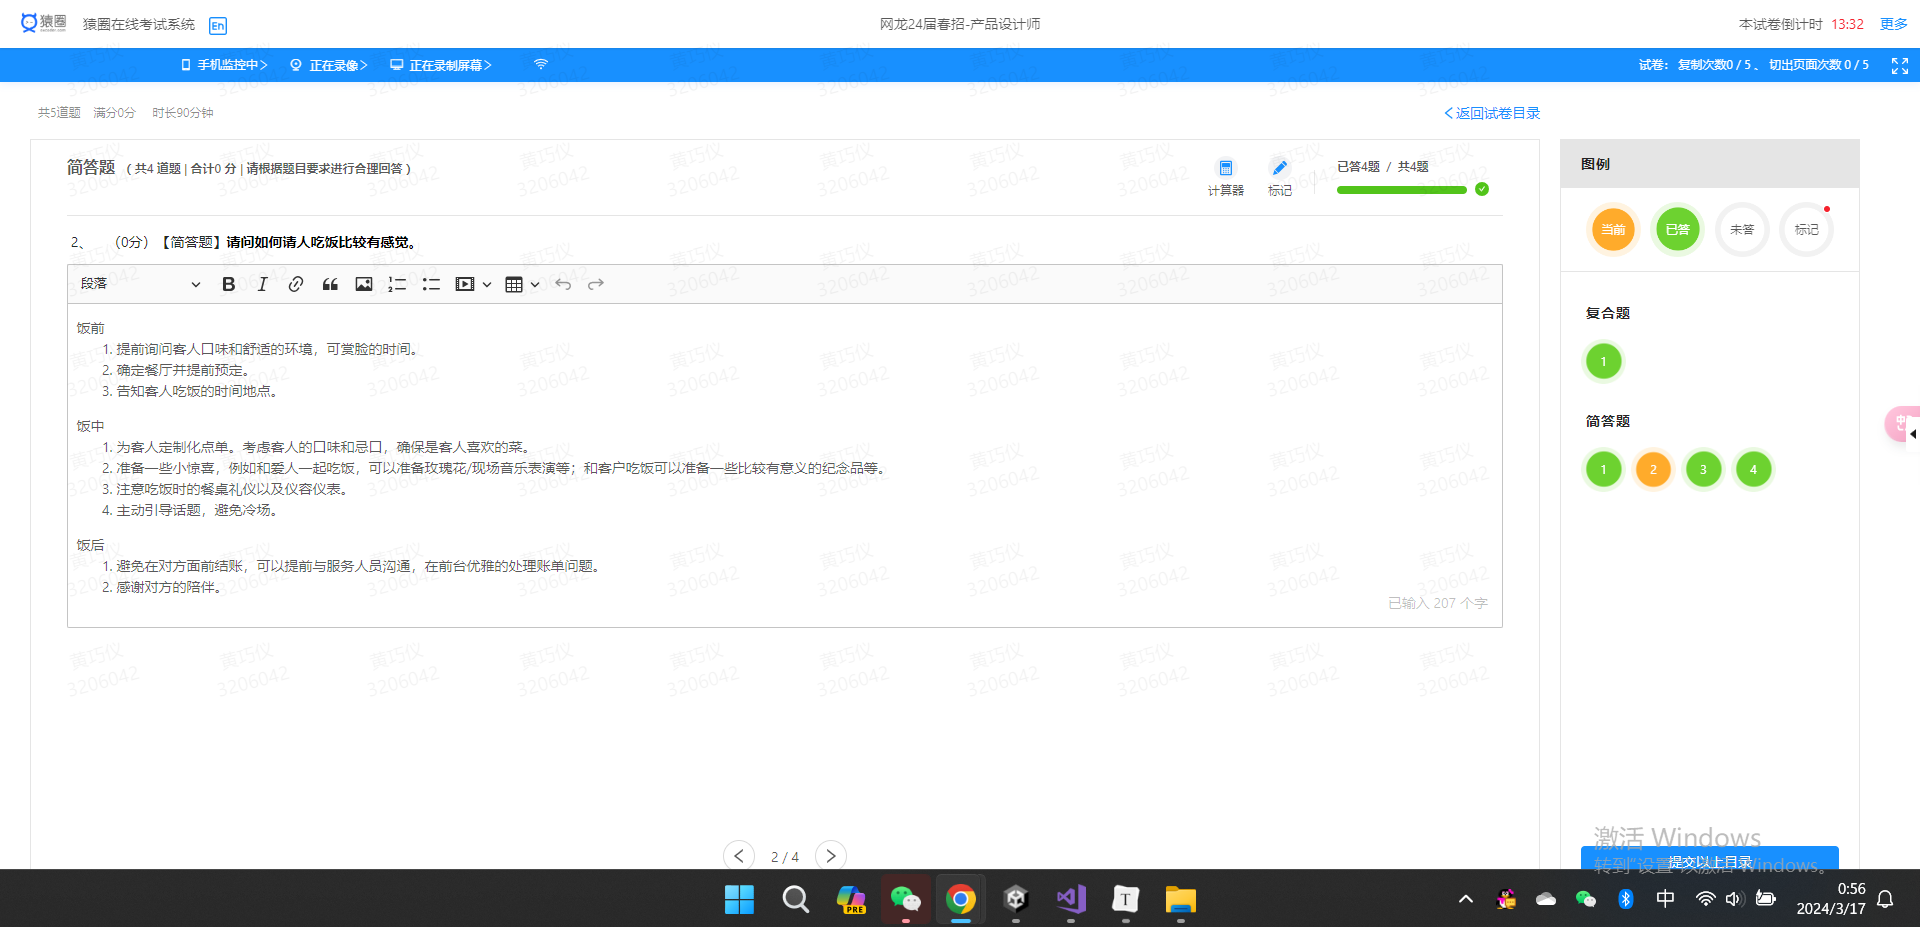 猿圈
猿圈在线考试系统 En
网龙24届春招-产品设计师
本试卷倒计时 13:32 更多
手机监控中> 正在录像> 正在录制屏幕>
试卷： 复制次数0 / 5 、 切出页面次数 0 / 5
共5道题 满分0分 时长90分钟
<返回试卷目录
简答题 ( 共4 道题 | 合计0 分 | 请根据题目要求进行合理回答 )
计算器 标记
已答4题 / 共4题
2、 （0分）【简答题】请问如何请人吃饭比较有感觉。
段落
饭前
1. 提前询问客人口味和舒适的环境，可赏脸的时间。
2. 确定餐厅并提前预定。
3. 告知客人吃饭的时间地点。
饭中
1. 为客人定制化点单。考虑客人的口味和忌口，确保是客人喜欢的菜。
2. 准备一些小惊喜，例如和爱人一起吃饭，可以准备玫瑰花/现场音乐表演等；和客户吃饭可以准备一些比较有意义的纪念品等。
3. 注意吃饭时的餐桌礼仪以及仪容仪表。
4. 主动引导话题，避免冷场。
饭后
1. 避免在对方面前结账，可以提前与服务人员沟通，在前台优雅的处理账单问题。
2. 感谢对方的陪伴。
已输入 207 个字
黄巧仪
3206042
2 / 4
图例
当前 已答 未答 标记
复合题
1
简答题
1 2 3 4
激活 Windows
转到"设置"以激活 Windows。
提交以上目录
PRE
T
中
0:56
2024/3/17